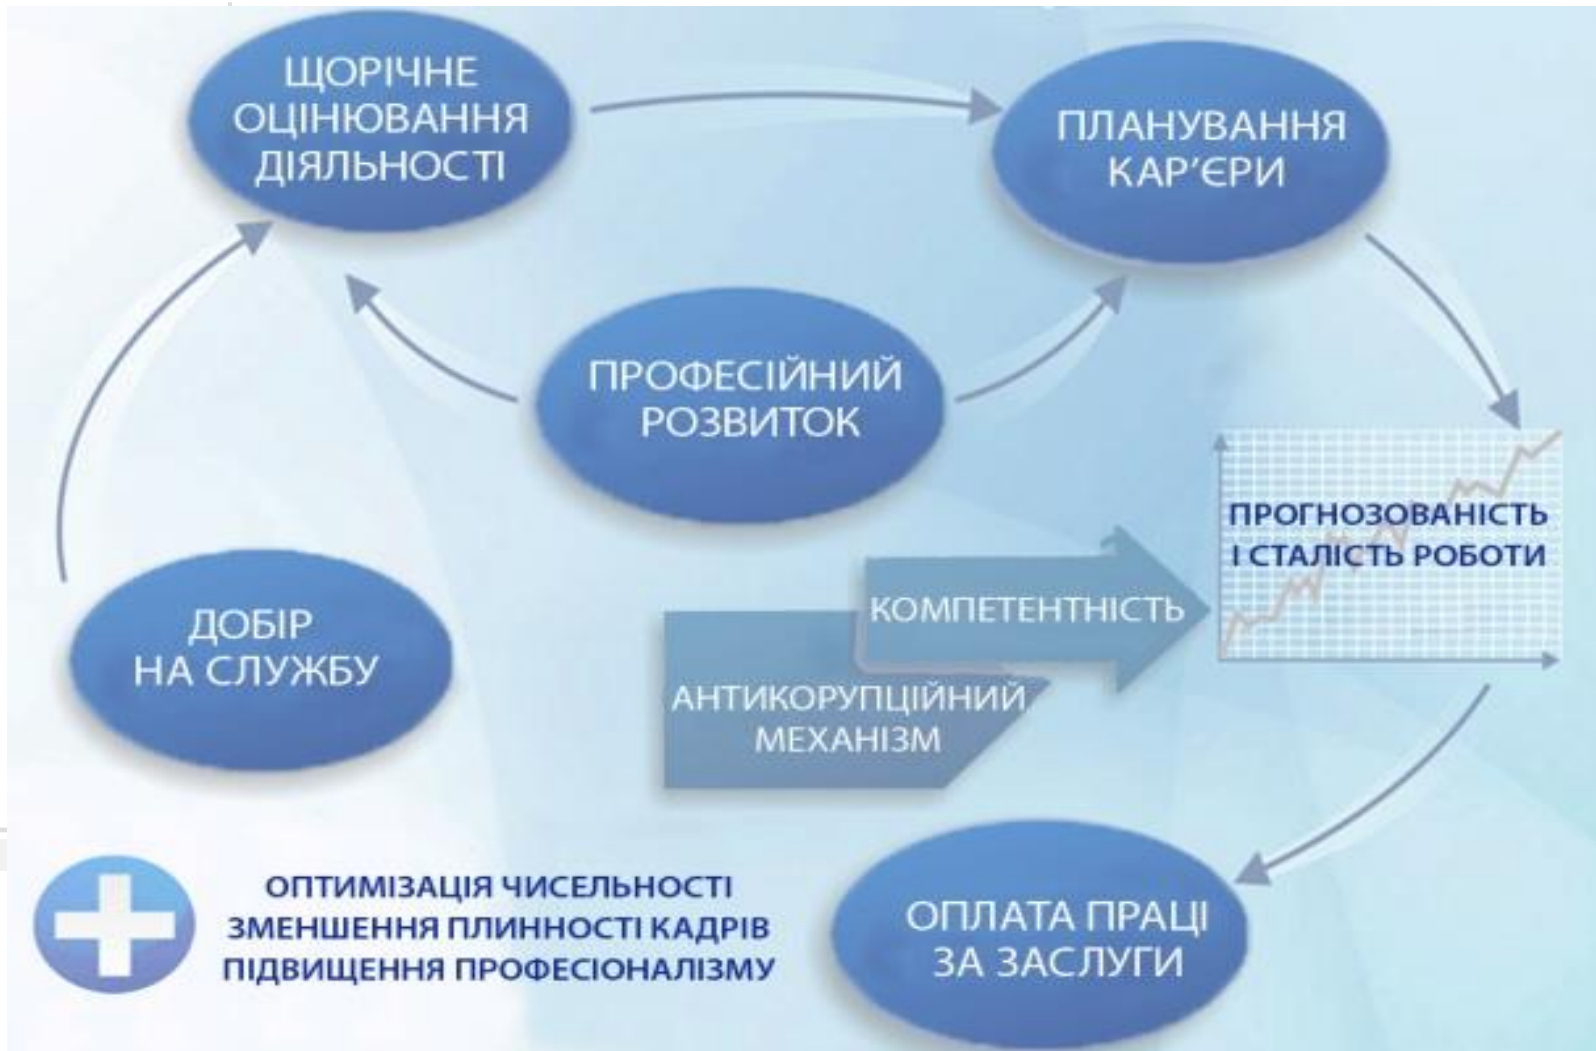 ЩОРІЧНЕ
ОЦІНЮВАННЯ
ДІЯЛЬНОСТІ
ПЛАНУВАННЯ
КАР’ЄРИ
ПРОФЕСІЙНИЙ
РОЗВИТОК
ПРОГНОЗОВАНІСТЬ
І СТАЛІСТЬ РОБОТИ
КОМПЕТЕНТНІСТЬ
ДОБІР
НА СЛУЖБУ
АНТИКОРУПЦІЙНИЙ
МЕХАНІЗМ
ОПТИМІЗАЦІЯ ЧИСЕЛЬНОСТІ
ЗМЕНШЕННЯ ПЛИННОСТІ КАДРІВ
ПІДВИЩЕННЯ ПРОФЕСІОНАЛІЗМУ
ОПЛАТА ПРАЦІ
ЗА ЗАСЛУГИ